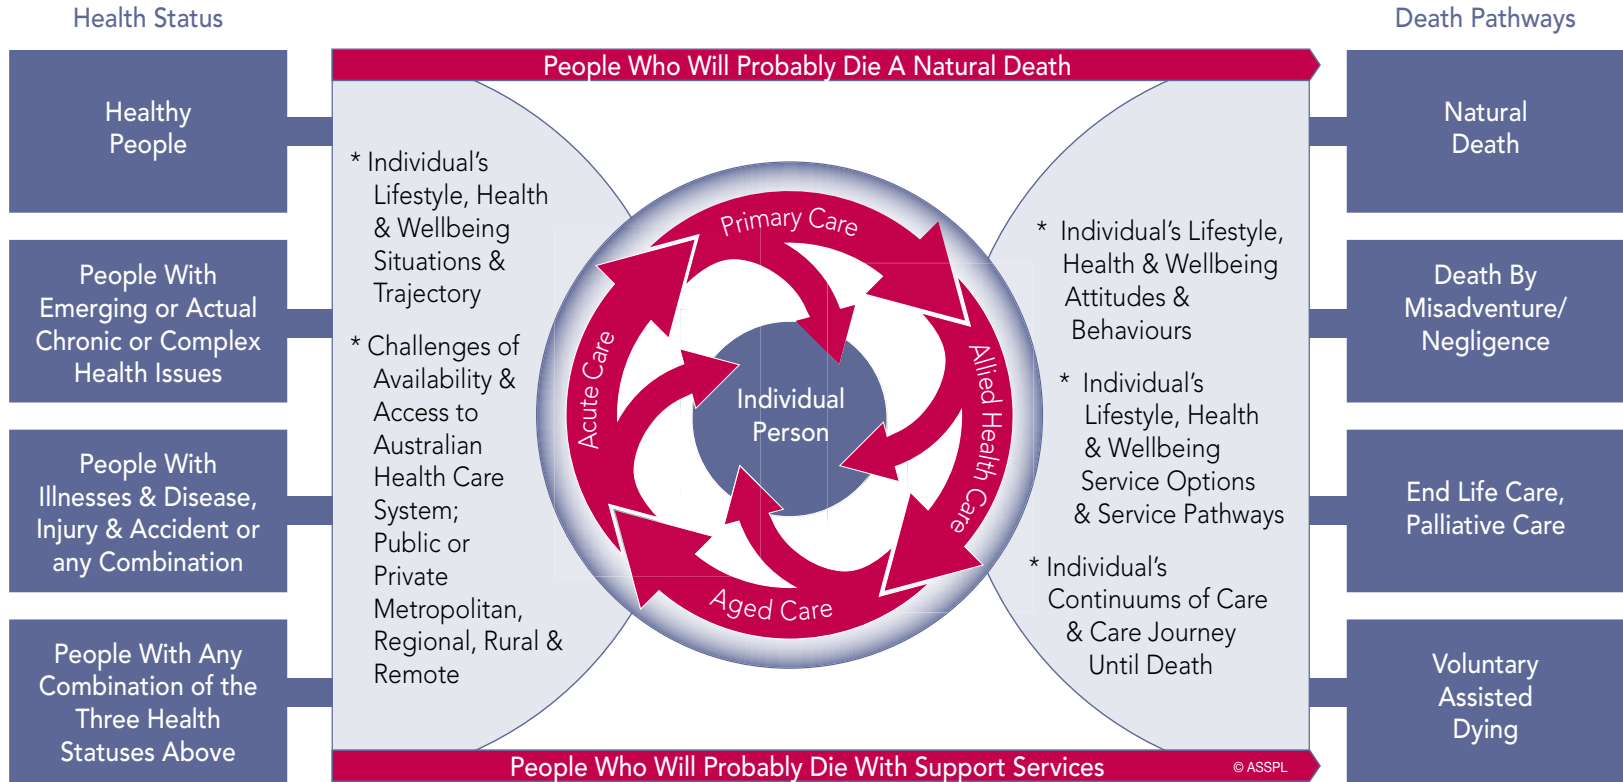 Health Status
Death Pathways
People Who Will Probably Die A Natural Death
Healthy
People
People With
Emerging or Actual
Chronic or Complex
Health Issues
People With
Illnesses & Disease,
Injury & Accident or
any Combination
People With Any
Combination of the
Three Health
Statuses Above
* Individual's
Lifestyle, Health
& Wellbeing
Situations &
Trajectory
* Challenges of
Availability &
Access to
Australian
Health Care
System;
Public or
Private
Metropolitan,
Regional, Rural &
Remote
Primary Care
Allied Health Care
Aged Care
Acute Care
Individual
Person
* Individual's Lifestyle,
Health & Wellbeing
Attitudes &
Behaviours
* Individual's
Lifestyle, Health
& Wellbeing
Service Options
& Service Pathways
* Individual's
Continuums of Care
& Care Journey
Until Death
Natural
Death
Death By
Misadventure/
Negligence
End Life Care,
Palliative Care
Voluntary
Assisted
Dying
People Who Will Probably Die With Support Services
© ASSPL